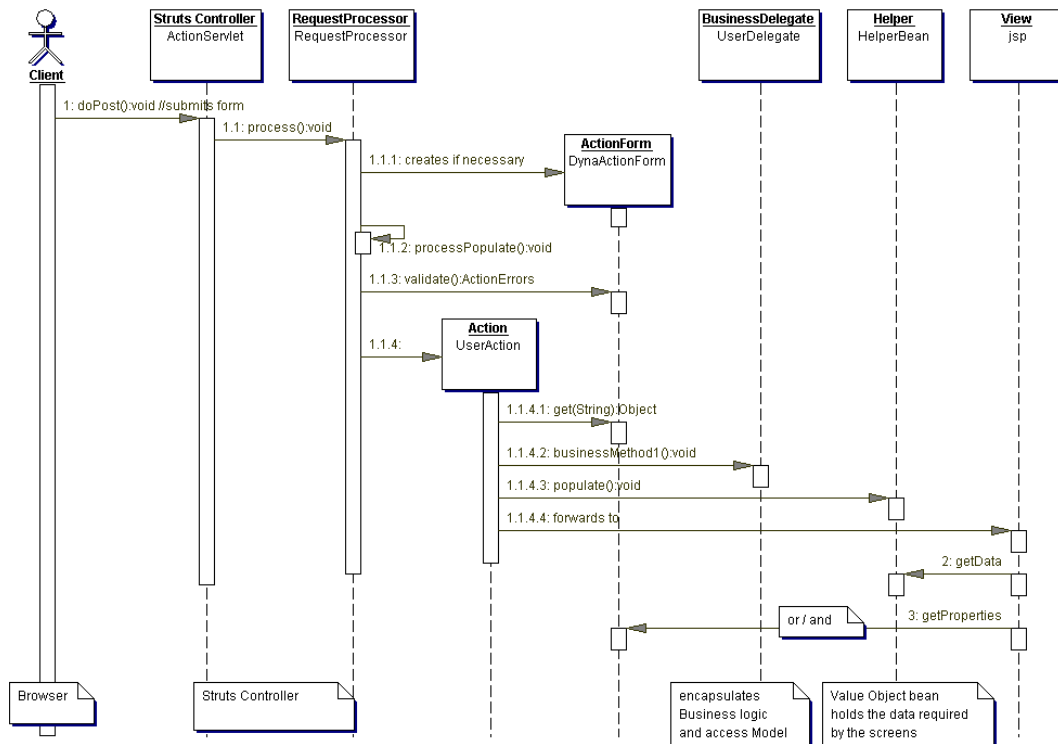 Struts Controller
ActionServlet
RequestProcessor
RequestProcessor
BusinessDelegate
UserDelegate
Helper
HelperBean
View
jsp
Client
1: doPost():void //submits form
1.1: process():void
ActionForm
DynaActionForm
1.1.1: creates if necessary
1.1.2: processPopulate():void
1.1.3: validate():ActionErrors
Action
UserAction
1.1.4:
1.1.4.1: get(String):Object
1.1.4.2: businessMethod1():void
1.1.4.3: populate():void
1.1.4.4: forwards to
2: getData
or / and
3: getProperties
Browser
Struts Controller
encapsulates
Business logic
and access Model
Value Object bean
holds the data required
by the screens